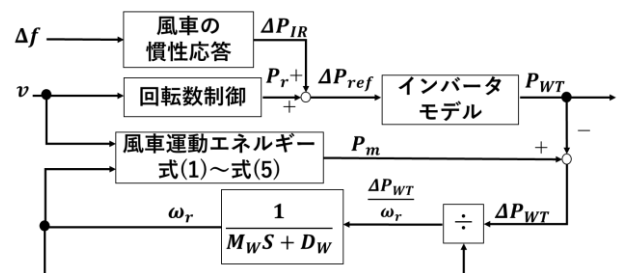 Δf
風車の
慣性応答
ΔP_IR
v
回転数制御
P_r
+
+
ΔP_ref
インバータ
モデル
P_WT
−
風車運動エネルギー
式(1)～式(5)
P_m
+
ω_r
1
M_W S + D_W
ΔP_WT
ω_r
÷
ΔP_WT